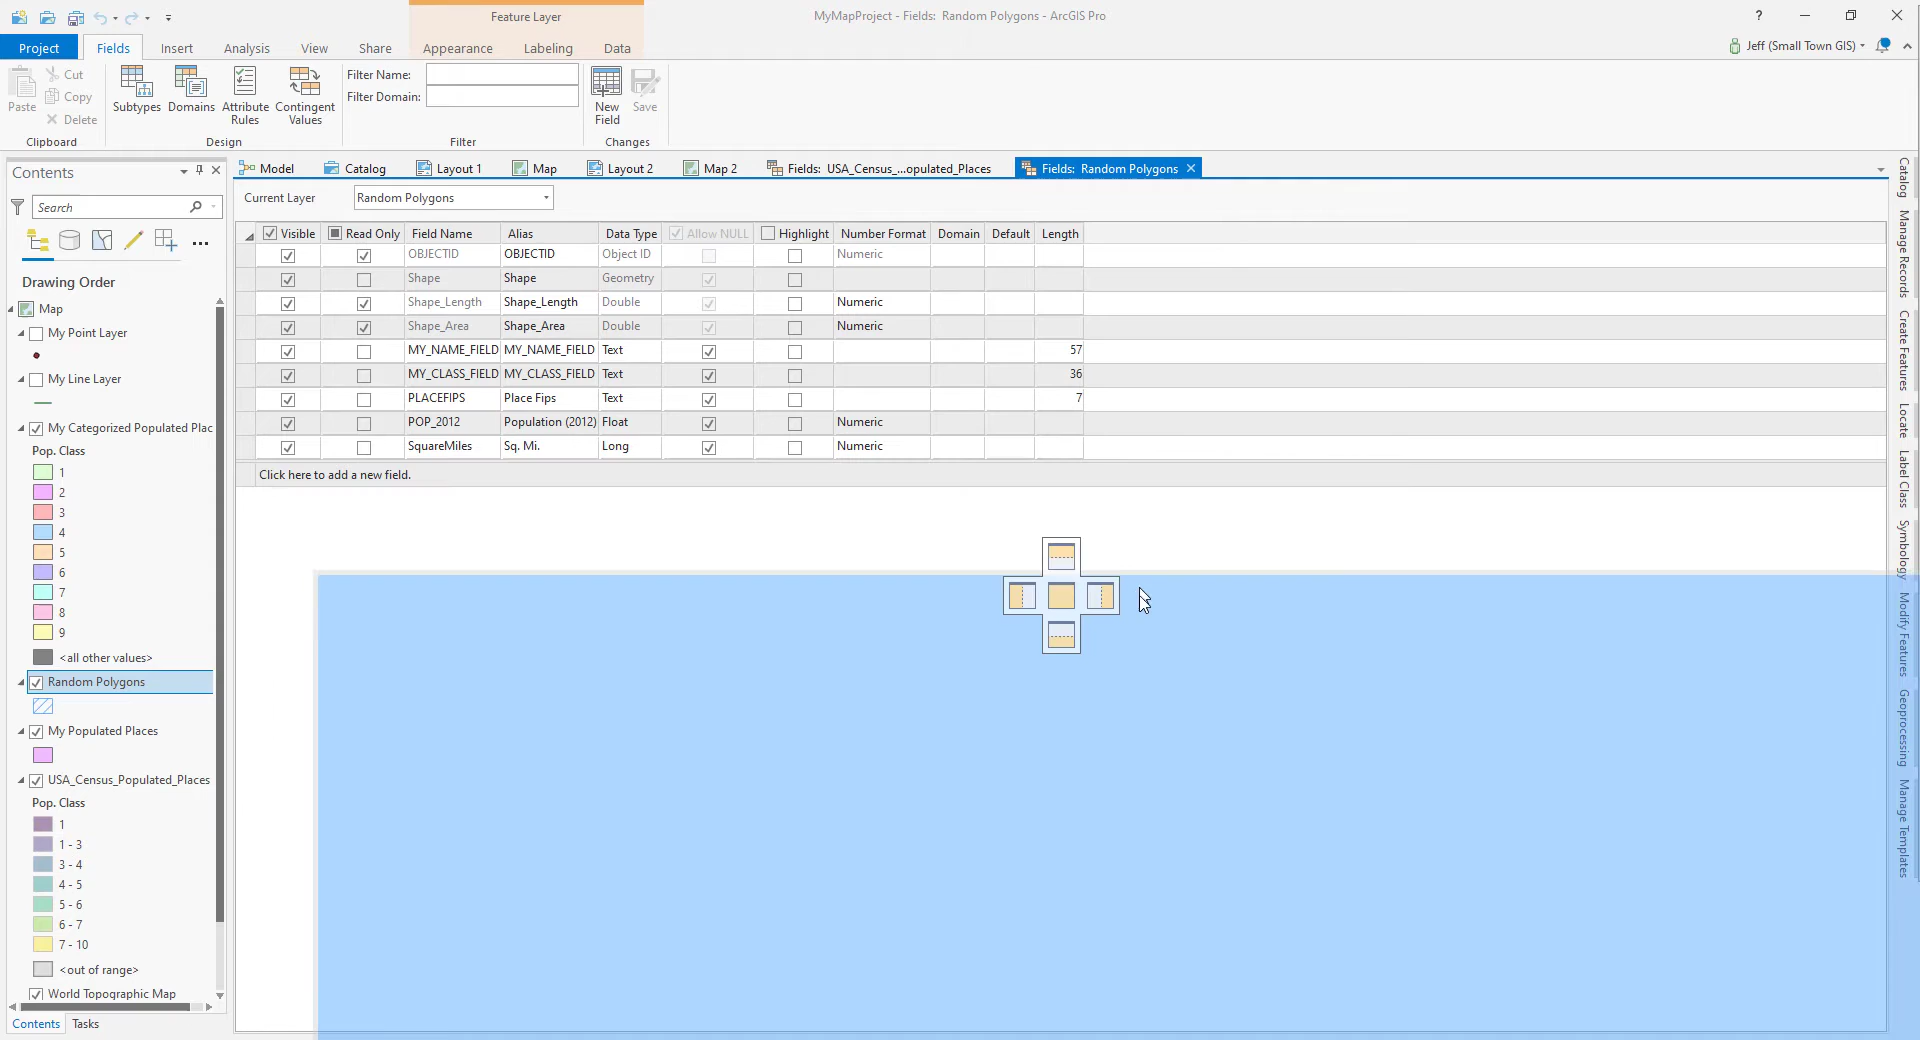 Feature Layer
MyMapProject - Fields: Random Polygons - ArcGIS Pro
?
Project
Fields
Insert
Analysis
View
Share
Appearance
Labeling
Data
Jeff (Small Town GIS)
Paste
Cut
Copy
Delete
Clipboard
Subtypes
Domains
Attribute Rules
Contingent Values
Design
Filter Name:
Filter Domain:
Filter
New Field
Save
Changes
Contents
Search
Drawing Order
Map
My Point Layer
My Line Layer
My Categorized Populated Plac
Pop. Class
1
2
3
4
5
6
7
8
9
<all other values>
Random Polygons
My Populated Places
USA_Census_Populated_Places
Pop. Class
1
1 - 3
3 - 4
4 - 5
5 - 6
6 - 7
7 - 10
<out of range>
World Topographic Map
Contents
Tasks
Model
Catalog
Layout 1
Map
Layout 2
Map 2
Fields: USA_Census_...opulated_Places
Fields: Random Polygons
Current Layer
Random Polygons
Visible Read Only Field Name Alias Data Type Allow NULL Highlight Number Format Domain Default Length
OBJECTID OBJECTID Object ID Numeric
Shape Shape Geometry
Shape_Length Shape_Length Double Numeric
Shape_Area Shape_Area Double Numeric
MY_NAME_FIELD MY_NAME_FIELD Text 57
MY_CLASS_FIELD MY_CLASS_FIELD Text 36
PLACEFIPS Place Fips Text 7
POP_2012 Population (2012) Float Numeric
SquareMiles Sq. Mi. Long Numeric
Click here to add a new field.
Catalog
Manage Records
Create Features
Locate
Label Class
Symbology
Modify Features
Geoprocessing
Manage Templates